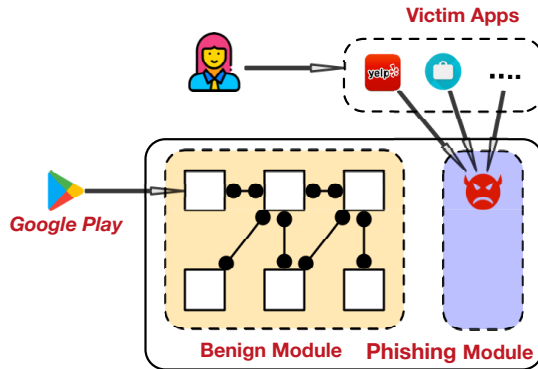 Victim Apps
yelp
....
Google Play
Benign Module
Phishing Module